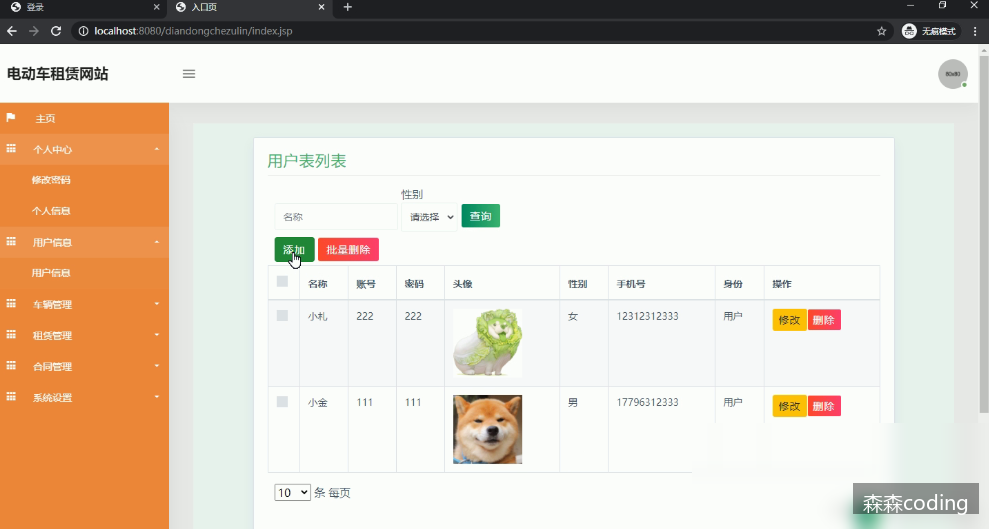 登录
入口页
localhost:8080/diandongchezulin/index.jsp
无痕模式
电动车租赁网站
60x60
主页
个人中心
修改密码
个人信息
用户信息
用户信息
车辆管理
租赁管理
合同管理
系统设置
用户表列表
性别
名称 请选择 查询
添加 批量删除
名称 账号 密码 头像 性别 手机号 身份 操作
小札 222 222 女 12312312333 用户 修改 删除
小金 111 111 男 17796312333 用户 修改 删除
10 条 每页
森森coding